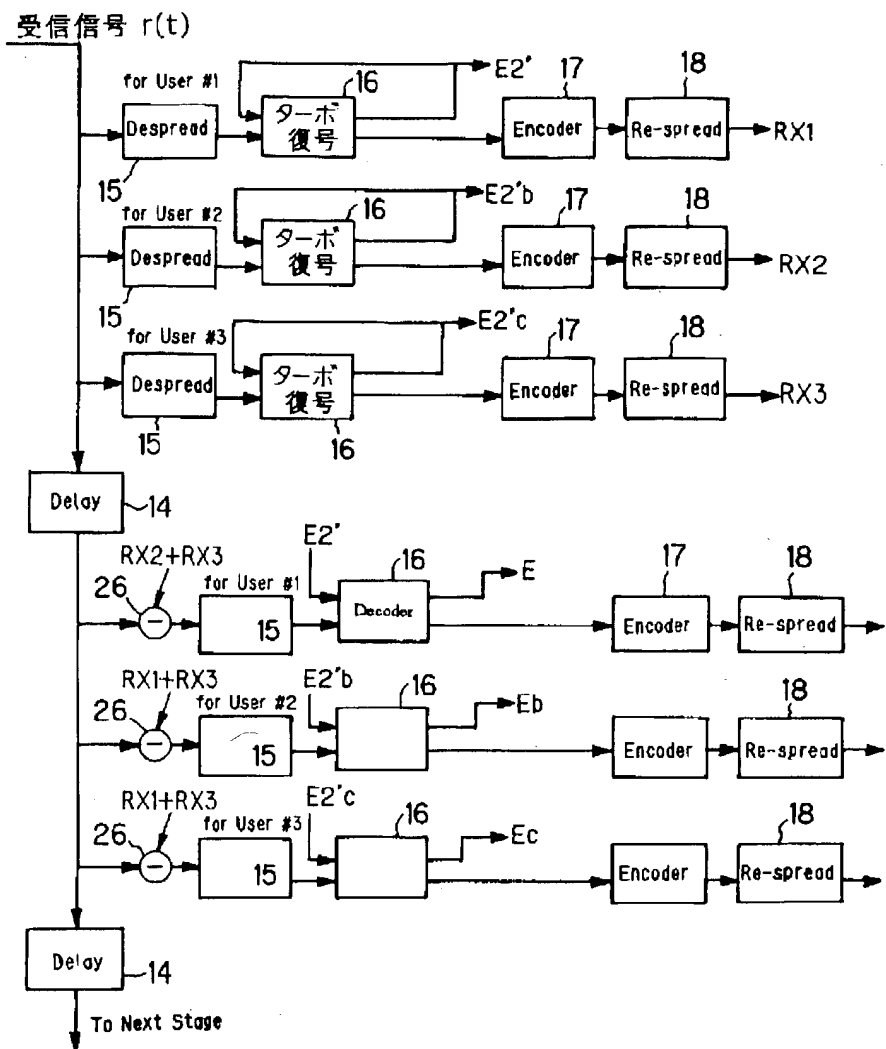 受信信号 r(t)
for User #1
Despread
15
16
ターボ
復号
E2'
17
Encoder
18
Re-spread
RX1
for User #2
Despread
15
16
ターボ
復号
E2'b
17
Encoder
18
Re-spread
RX2
for User #3
Despread
15
ターボ
復号
16
E2'c
17
Encoder
18
Re-spread
RX3
Delay
14
RX2+RX3
26
−
for User #1
15
E2'
16
Decoder
E
17
Encoder
18
Re-spread
RX1+RX3
26
−
for User #2
15
E2'b
16
Eb
Encoder
18
Re-spread
RX1+RX3
26
−
for User #3
15
E2'c
16
Ec
Encoder
18
Re-spread
Delay
14
To Next Stage